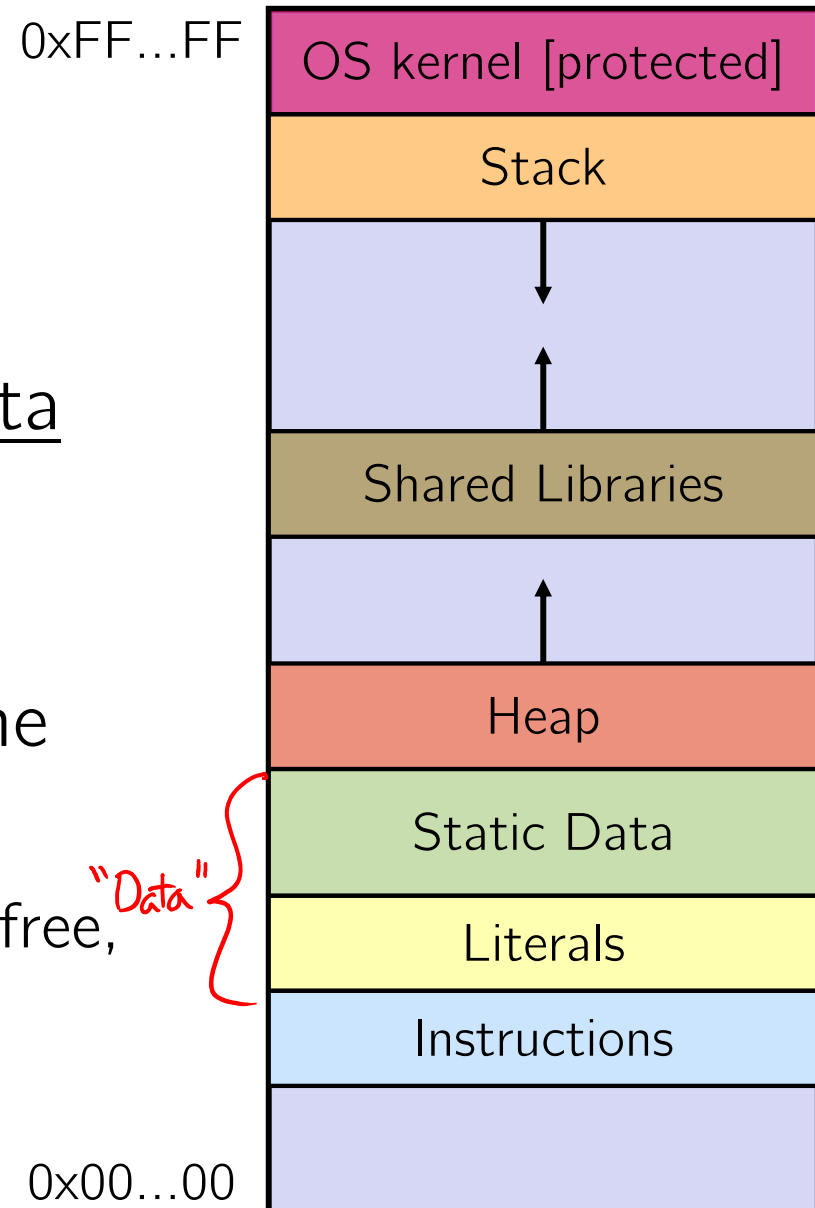 0xFF...FF
OS kernel [protected]
Stack
ta
Shared Libraries
ne
Heap
Static Data
"Data"
free,
Literals
Instructions
0x00...00